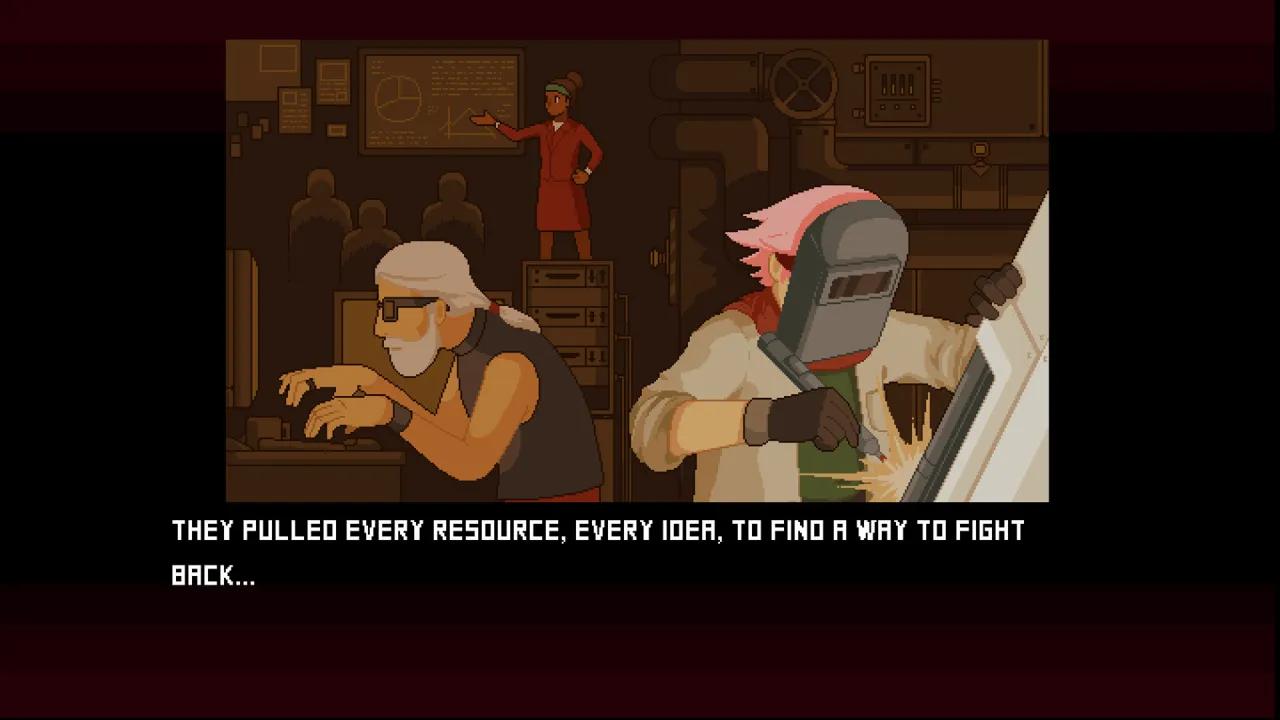 THEY PULLED EVERY RESOURCE, EVERY IDEA, TO FIND A WAY TO FIGHT
BACK...